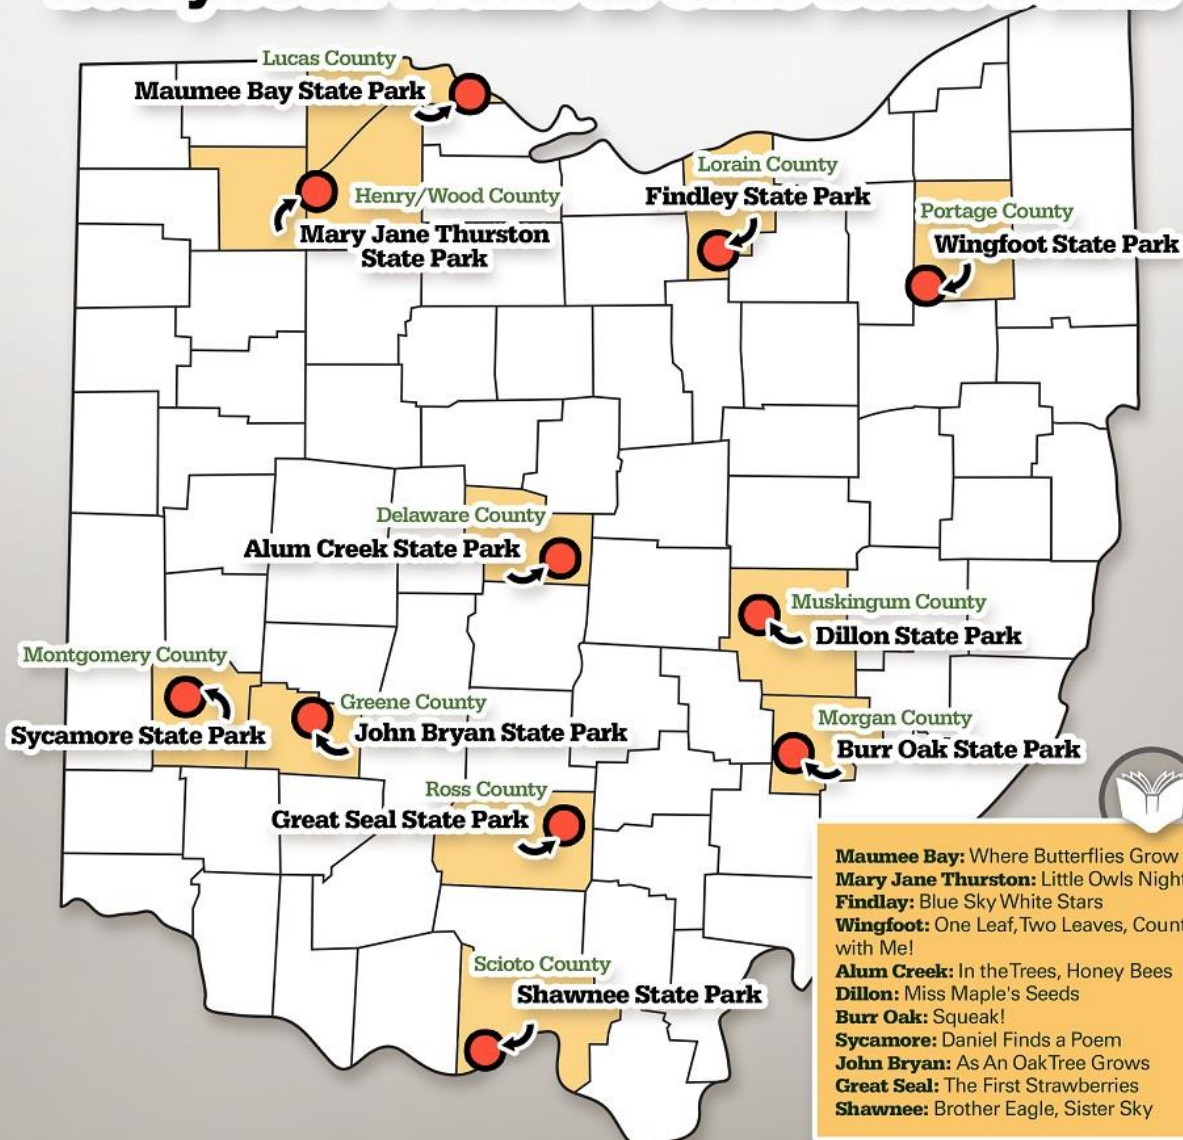 Lucas County
Maumee Bay State Park
Henry/Wood County
Mary Jane Thurston
State Park
Lorain County
Findley State Park
Portage County
Wingfoot State Park
Delaware County
Alum Creek State Park
Muskingum County
Dillon State Park
Montgomery County
Sycamore State Park
Greene County
John Bryan State Park
Morgan County
Burr Oak State Park
Ross County
Great Seal State Park
Scioto County
Shawnee State Park
Maumee Bay: Where Butterflies Grow
Mary Jane Thurston: Little Owls Night
Findlay: Blue Sky White Stars
Wingfoot: One Leaf, Two Leaves, Count
with Me!
Alum Creek: In the Trees, Honey Bees
Dillon: Miss Maple's Seeds
Burr Oak: Squeak!
Sycamore: Daniel Finds a Poem
John Bryan: As An Oak Tree Grows
Great Seal: The First Strawberries
Shawnee: Brother Eagle, Sister Sky